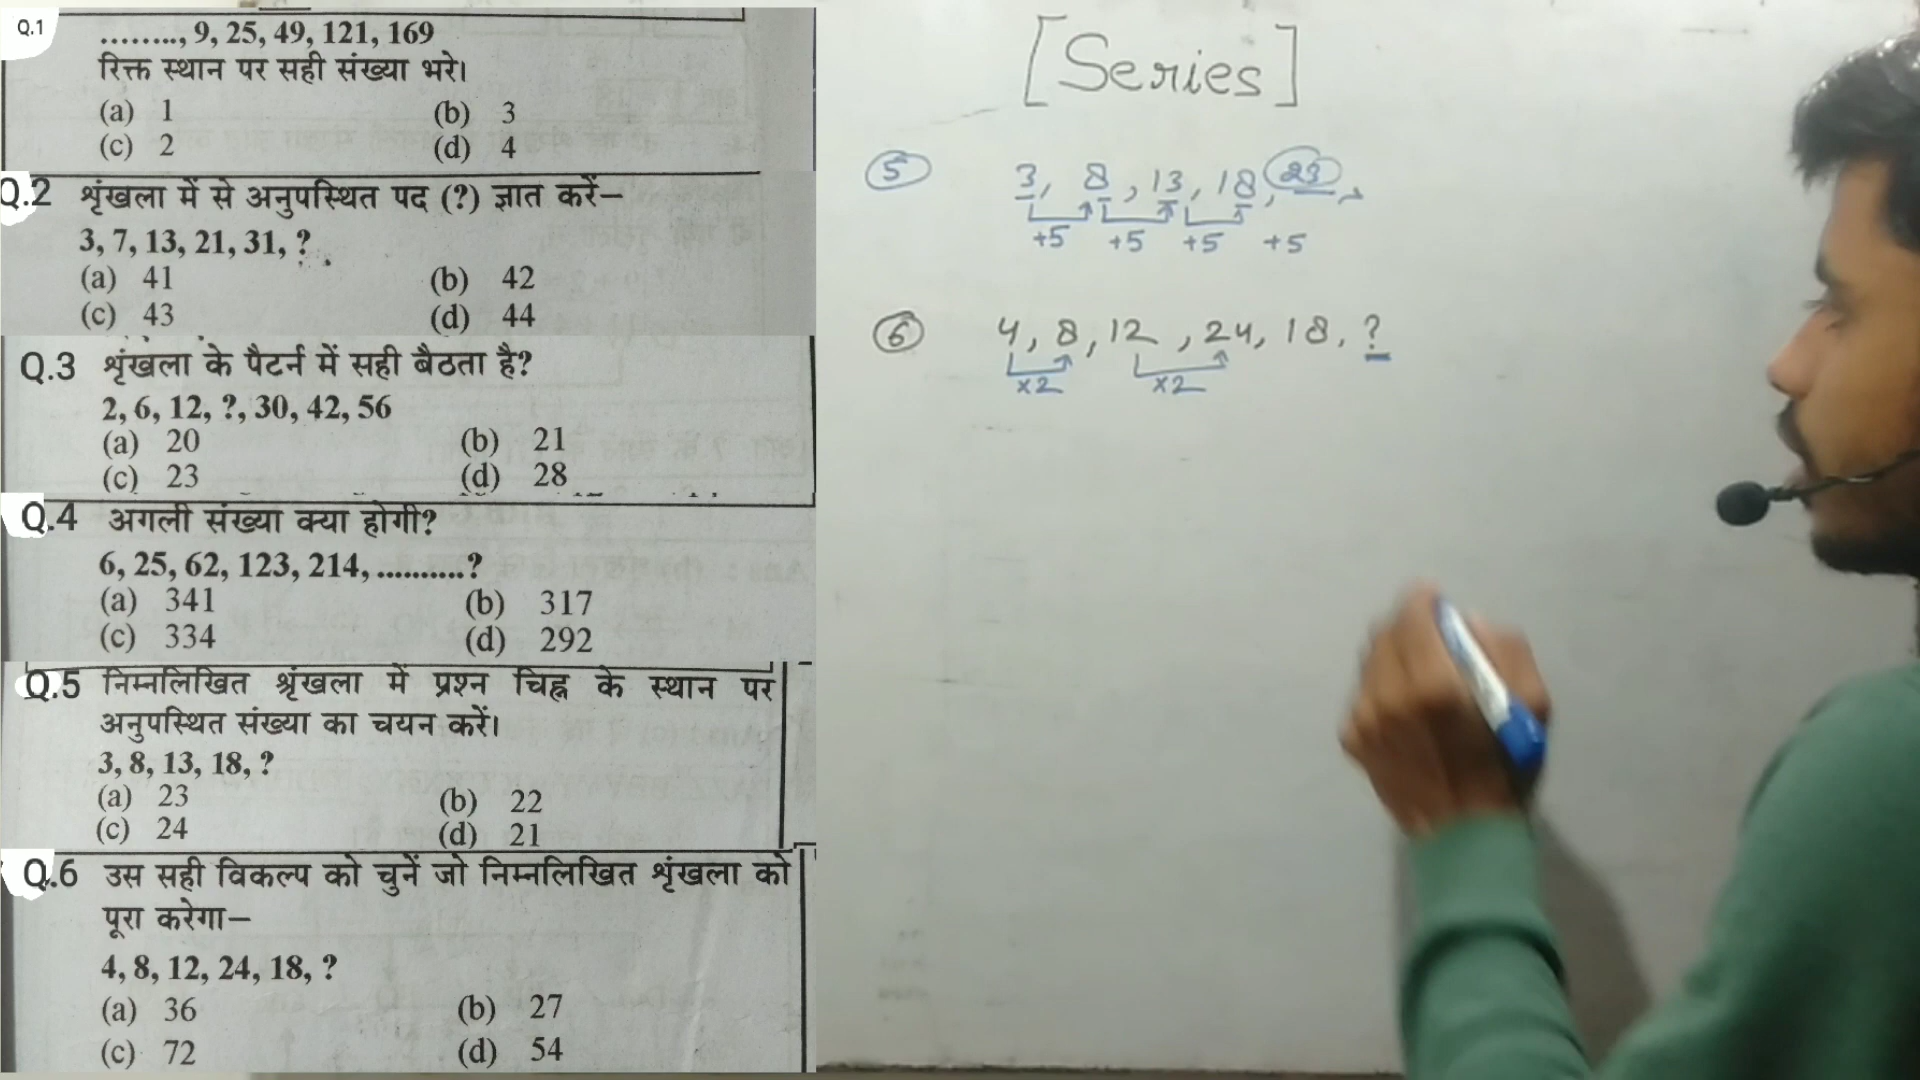 Q.1
........, 9, 25, 49, 121, 169
रिक्त स्थान पर सही संख्या भरे।
(a) 1 (b) 3
(c) 2 (d) 4
Q.2 शृंखला में से अनुपस्थित पद (?) ज्ञात करें–
3, 7, 13, 21, 31, ?
(a) 41 (b) 42
(c) 43 (d) 44
Q.3 शृंखला के पैटर्न में सही बैठता है?
2, 6, 12, ?, 30, 42, 56
(a) 20 (b) 21
(c) 23 (d) 28
Q.4 अगली संख्या क्या होगी?
6, 25, 62, 123, 214, ..........?
(a) 341 (b) 317
(c) 334 (d) 292
Q.5 निम्नलिखित श्रृंखला में प्रश्न चिह्न के स्थान पर
अनुपस्थित संख्या का चयन करें।
3, 8, 13, 18, ?
(a) 23 (b) 22
(c) 24 (d) 21
Q.6 उस सही विकल्प को चुनें जो निम्नलिखित शृंखला को
पूरा करेगा–
4, 8, 12, 24, 18, ?
(a) 36 (b) 27
(c) 72 (d) 54
[Series]
5 3, 8, 13, 18, 23,
+5 +5 +5 +5
6 4, 8, 12, 24, 18, ?
×2 ×2